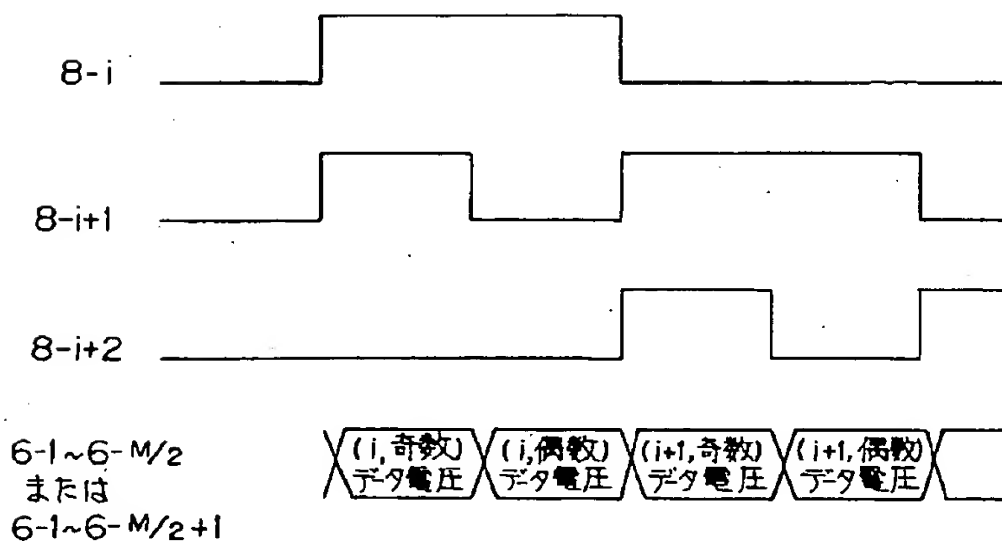 8-i
8-i+1
8-i+2
6-1~6-M/2
または
6-1~6-M/2+1
(i,奇数)
データ電圧
(i,偶数)
データ電圧
(i+1,奇数)
データ電圧
(i+1,偶数)
データ電圧